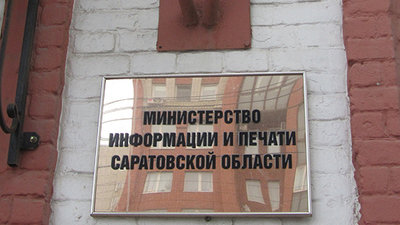 МИНИСТЕРСТВО
ИНФОРМАЦИИ И ПЕЧАТИ
САРАТОВСКОЙ ОБЛАСТИ